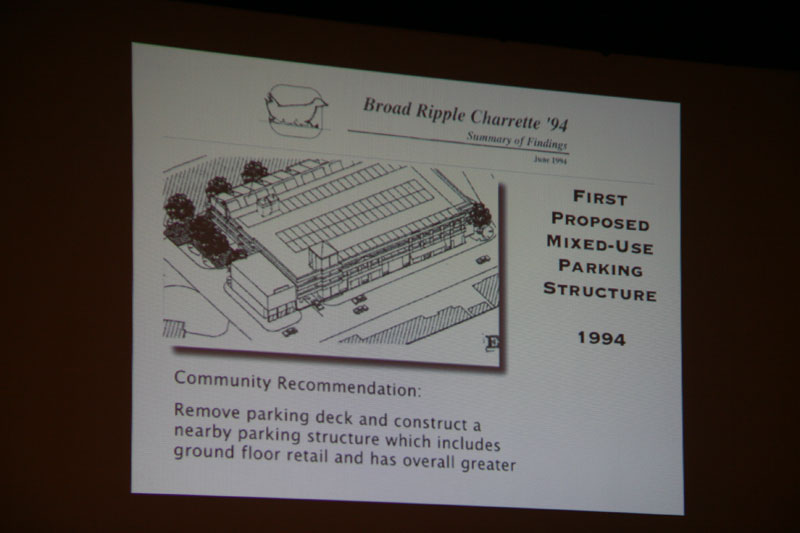 Broad Ripple Charrette '94
Summary of Findings
June 1994
FIRST
PROPOSED
MIXED-USE
PARKING
STRUCTURE
1994
E
Community Recommendation:
Remove parking deck and construct a
nearby parking structure which includes
ground floor retail and has overall greater